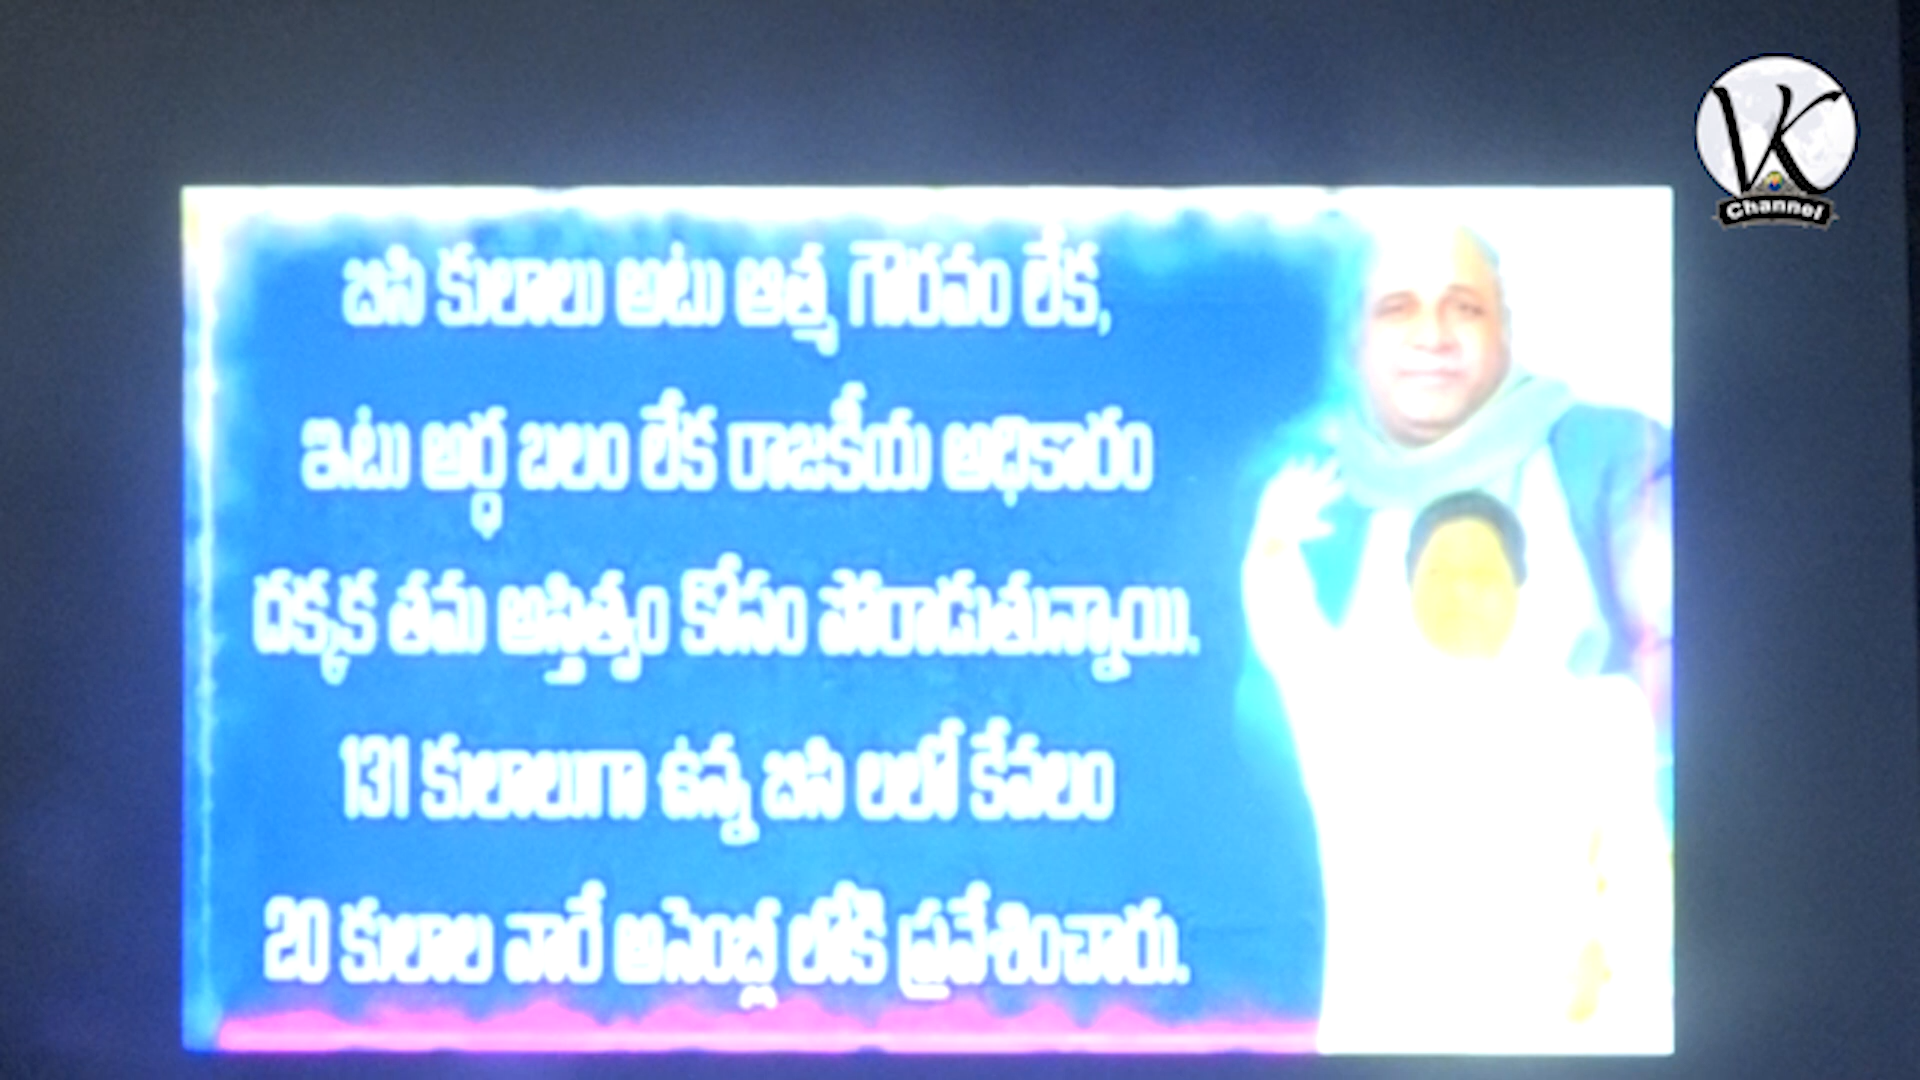 బిసి కులాలు అటు ఆత్మ గౌరవం లేక,
ఇటు అర్థ బలం లేక రాజకీయ అధికారం
దక్కక తమ అస్తిత్వం కోసం పోరాడుతున్నాయి.
131 కులాలుగా ఉన్న బిసి లలో కేవలం
20 కులాల వారే అసెంబ్లీ లోకి ప్రవేశించారు.
VK
Channel